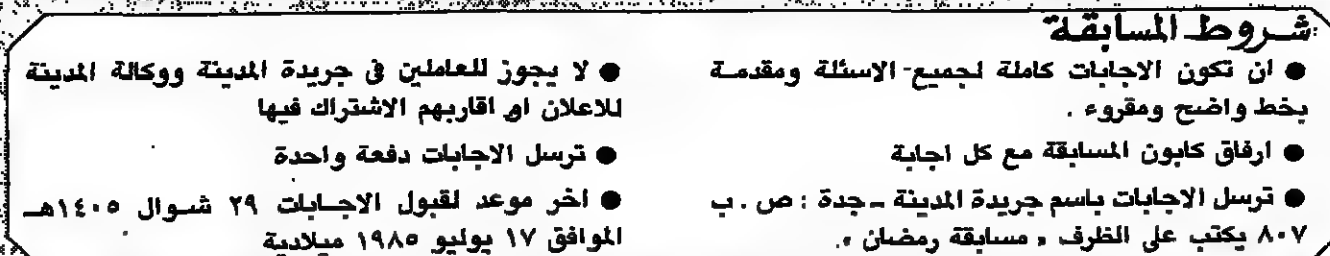 شروط المسابقة
● ان تكون الاجابات كاملة لجميع الاسئلة ومقدمة
بخط واضح ومقروء .
● ارفاق كابون المسابقة مع كل اجابة
● ترسل الاجابات باسم جريدة المدينة ـ جدة : ص . ب
٨٠٧ يكتب على الظرف « مسابقة رمضان » .
● لا يجوز للعاملين في جريدة المدينة ووكالة المدينة
للاعلان او اقاربهم الاشتراك فيها
● ترسل الاجابات دفعة واحدة
● اخر موعد لقبول الاجابات ٢٩ شوال ١٤٠٥هـ
الموافق ١٧ يوليو ١٩٨٥ ميلادية